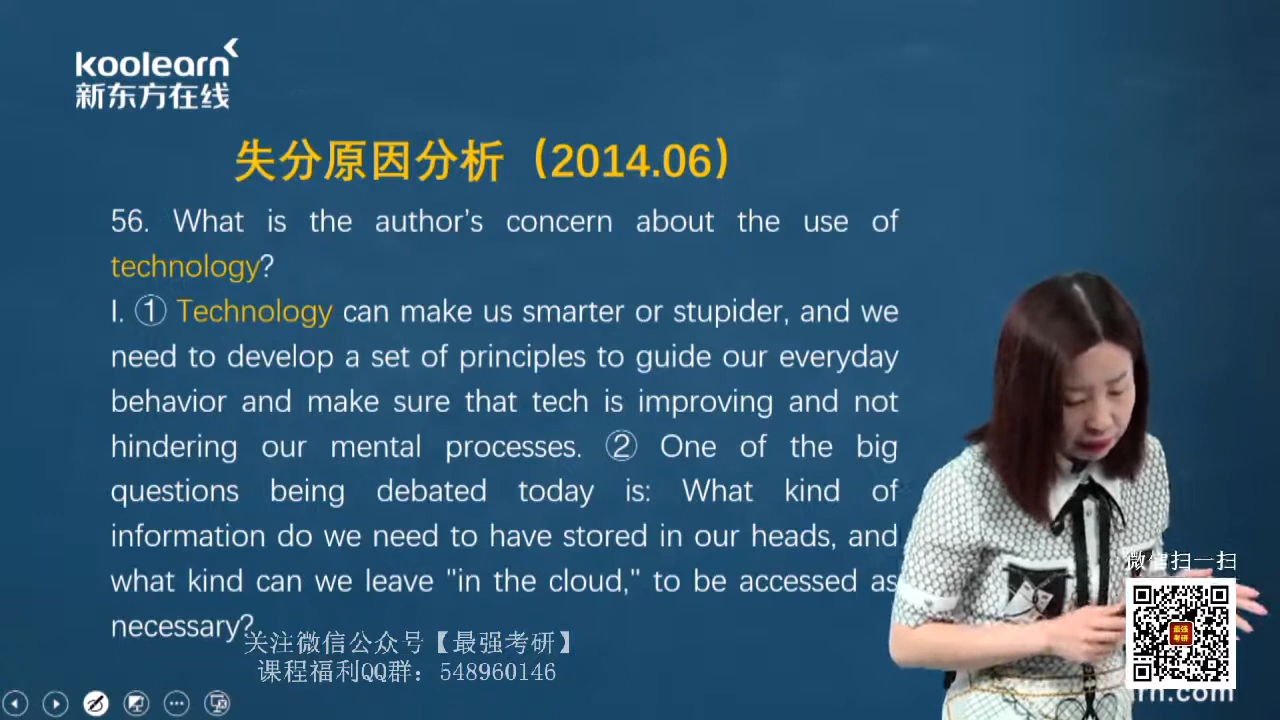 koolearn
新东方在线
失分原因分析（2014.06）
56. What is the author’s concern about the use of
technology?
I. ① Technology can make us smarter or stupider, and we
need to develop a set of principles to guide our everyday
behavior and make sure that tech is improving and not
hindering our mental processes. ② One of the big
questions being debated today is: What kind of
information do we need to have stored in our heads, and
what kind can we leave "in the cloud," to be accessed as
necessary?
关注微信公众号【最强考研】
课程福利QQ群：548960146
微信扫一扫
最强
考研
rn.com